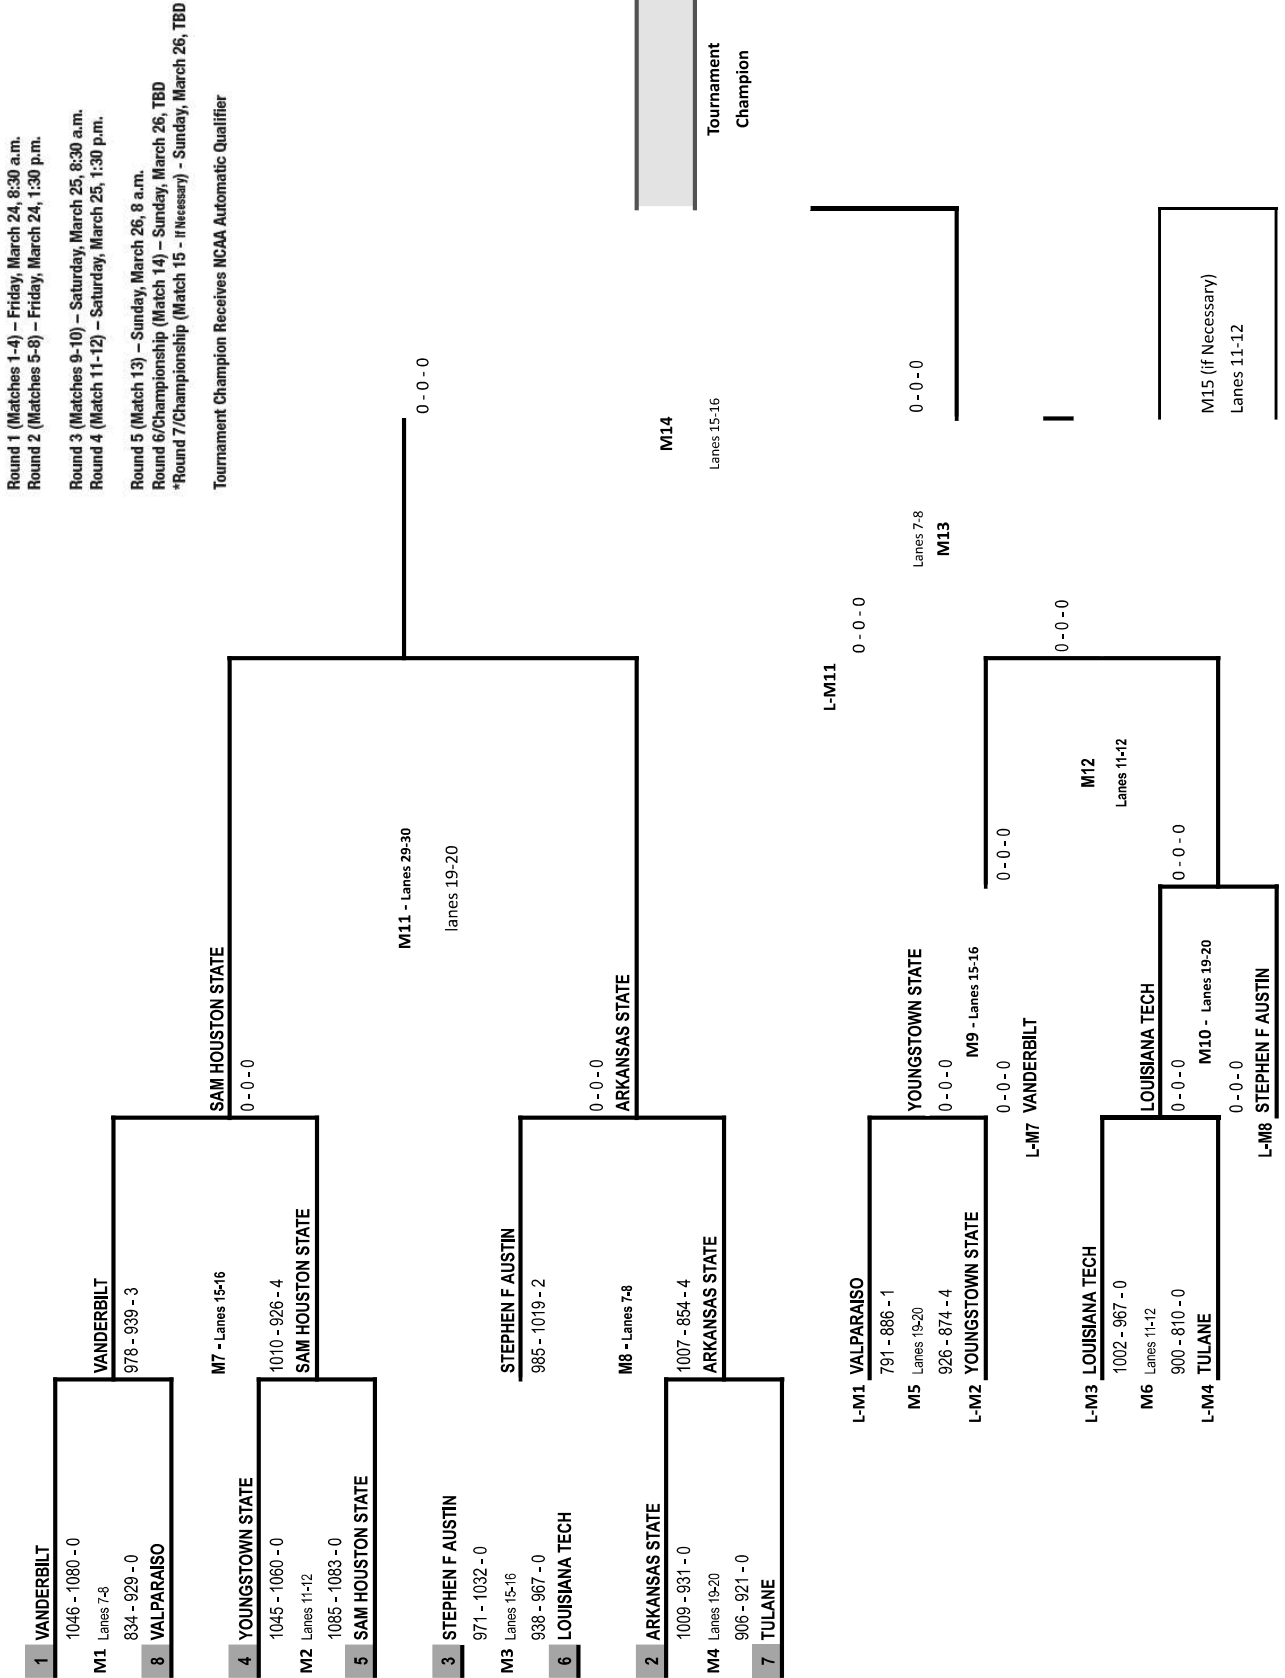 Round 1 (Matches 1-4) – Friday, March 24, 8:30 a.m.
Round 2 (Matches 5-8) – Friday, March 24, 1:30 p.m.
Round 3 (Matches 9-10) – Saturday, March 25, 8:30 a.m.
Round 4 (Match 11-12) – Saturday, March 25, 1:30 p.m.
Round 5 (Match 13) – Sunday, March 26, 8 a.m.
Round 6/Championship (Match 14) – Sunday, March 26, TBD
*Round 7/Championship (Match 15 - If Necessary) - Sunday, March 26, TBD
Tournament Champion Receives NCAA Automatic Qualifier
1 VANDERBILT
1046 - 1080 - 0
M1 Lanes 7-8
834 - 929 - 0
8 VALPARAISO
4 YOUNGSTOWN STATE
1045 - 1060 - 0
M2 Lanes 11-12
1085 - 1083 - 0
5 SAM HOUSTON STATE
3 STEPHEN F AUSTIN
971 - 1032 - 0
M3 Lanes 15-16
938 - 967 - 0
6 LOUISIANA TECH
2 ARKANSAS STATE
1009 - 931 - 0
M4 Lanes 19-20
906 - 921 - 0
7 TULANE
VANDERBILT
978 - 939 - 3
M7 - Lanes 15-16
1010 - 926 - 4
SAM HOUSTON STATE
STEPHEN F AUSTIN
985 - 1019 - 2
M8 - Lanes 7-8
1007 - 854 - 4
ARKANSAS STATE
L-M1 VALPARAISO
791 - 886 - 1
M5 Lanes 19-20
926 - 874 - 4
L-M2 YOUNGSTOWN STATE
L-M3 LOUISIANA TECH
1002 - 967 - 0
M6 Lanes 11-12
900 - 810 - 0
L-M4 TULANE
SAM HOUSTON STATE
0 - 0 - 0
M11 - Lanes 29-30
lanes 19-20
0 - 0 - 0
ARKANSAS STATE
YOUNGSTOWN STATE
0 - 0 - 0
M9 - Lanes 15-16
0 - 0 - 0
L-M7 VANDERBILT
LOUISIANA TECH
0 - 0 - 0
M10 - Lanes 19-20
0 - 0 - 0
L-M8 STEPHEN F AUSTIN
0 - 0 - 0
M12
Lanes 11-12
0 - 0 - 0
L-M11
0 - 0 - 0
Lanes 7-8
M13
0 - 0 - 0
0 - 0 - 0
M14
Lanes 15-16
0 - 0 - 0
M15 (if Necessary)
Lanes 11-12
Tournament
Champion